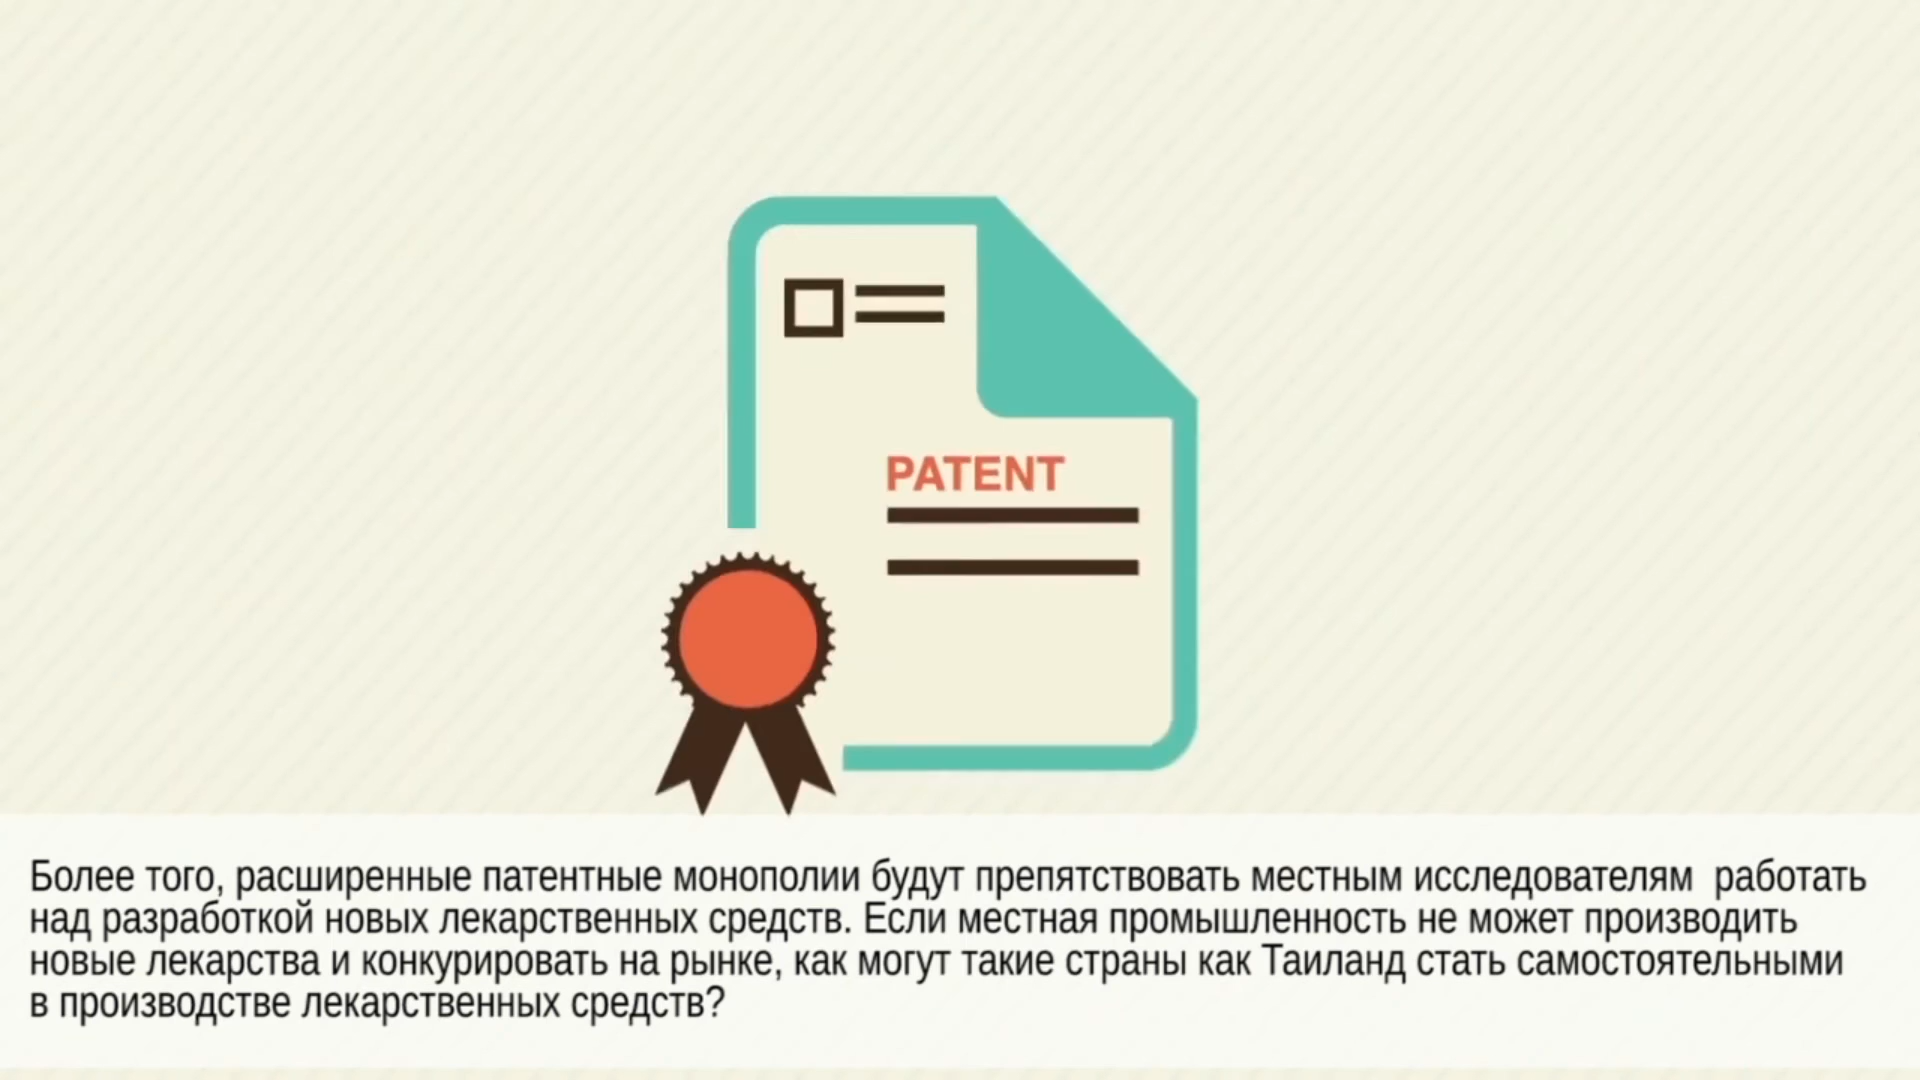 PATENT
Более того, расширенные патентные монополии будут препятствовать местным исследователям работать
над разработкой новых лекарственных средств. Если местная промышленность не может производить
новые лекарства и конкурировать на рынке, как могут такие страны как Таиланд стать самостоятельными
в производстве лекарственных средств?